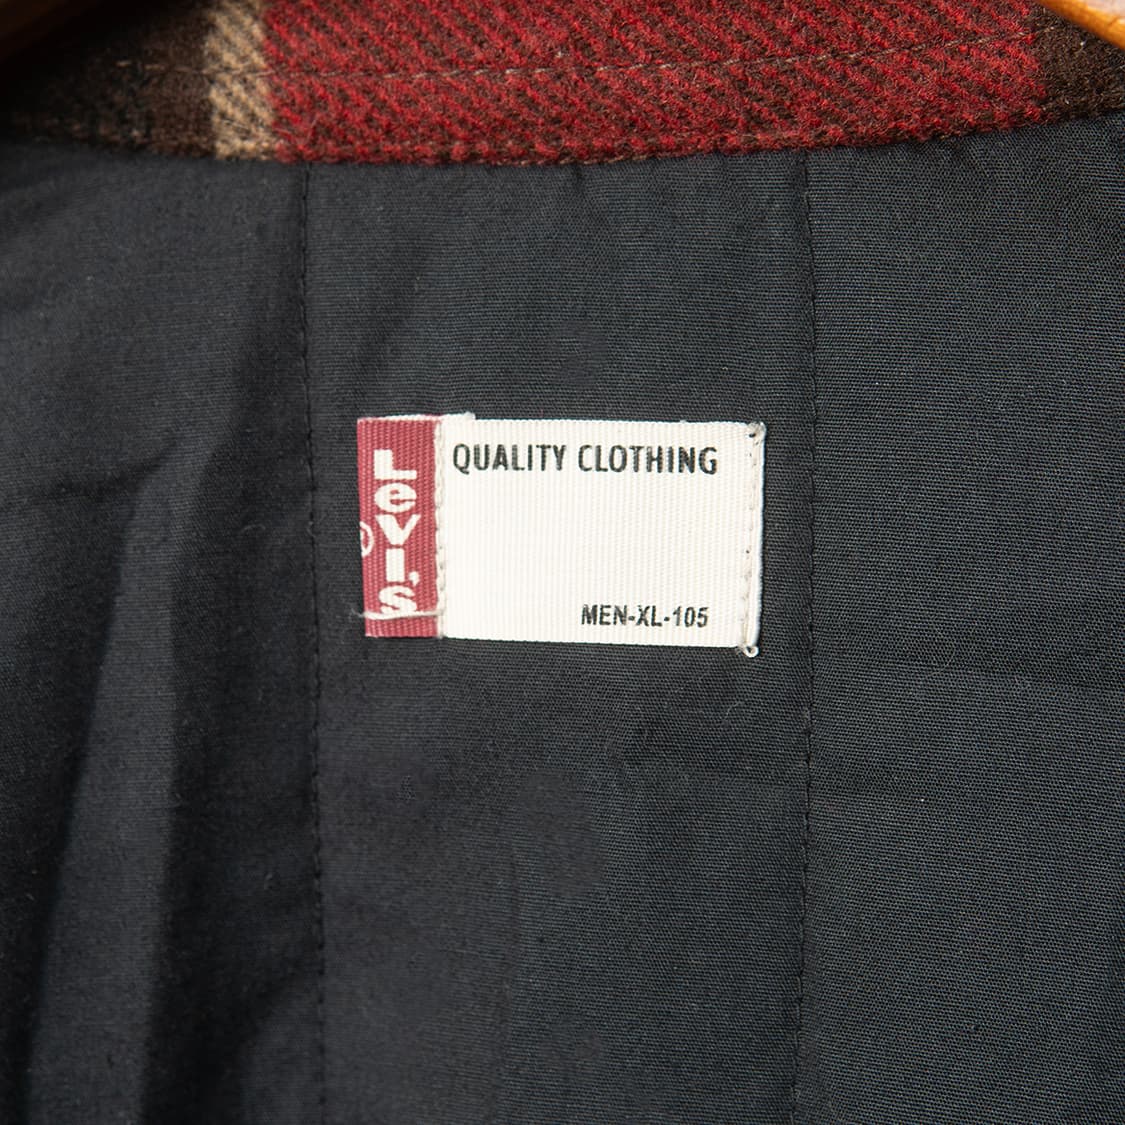 Levi's
®
QUALITY CLOTHING
MEN-XL-105